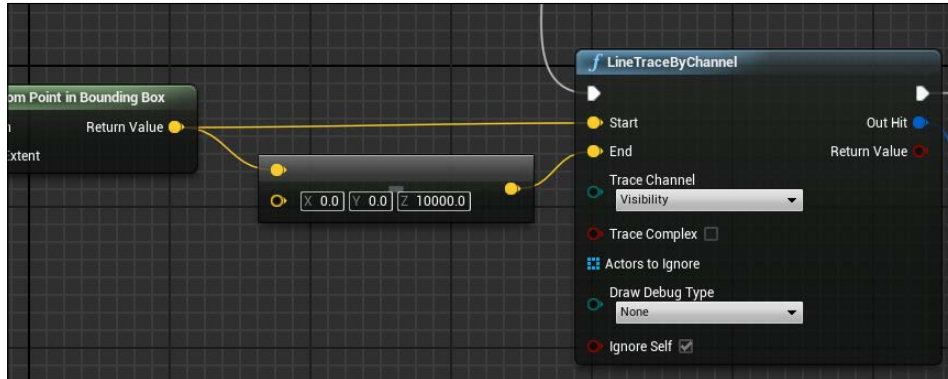 LineTraceByChannel
om Point in Bounding Box
Return Value
Extent
Start
Out Hit
End
Return Value
X 0.0 Y 0.0 Z 10000.0
Trace Channel
Visibility
Trace Complex
Actors to Ignore
Draw Debug Type
None
Ignore Self